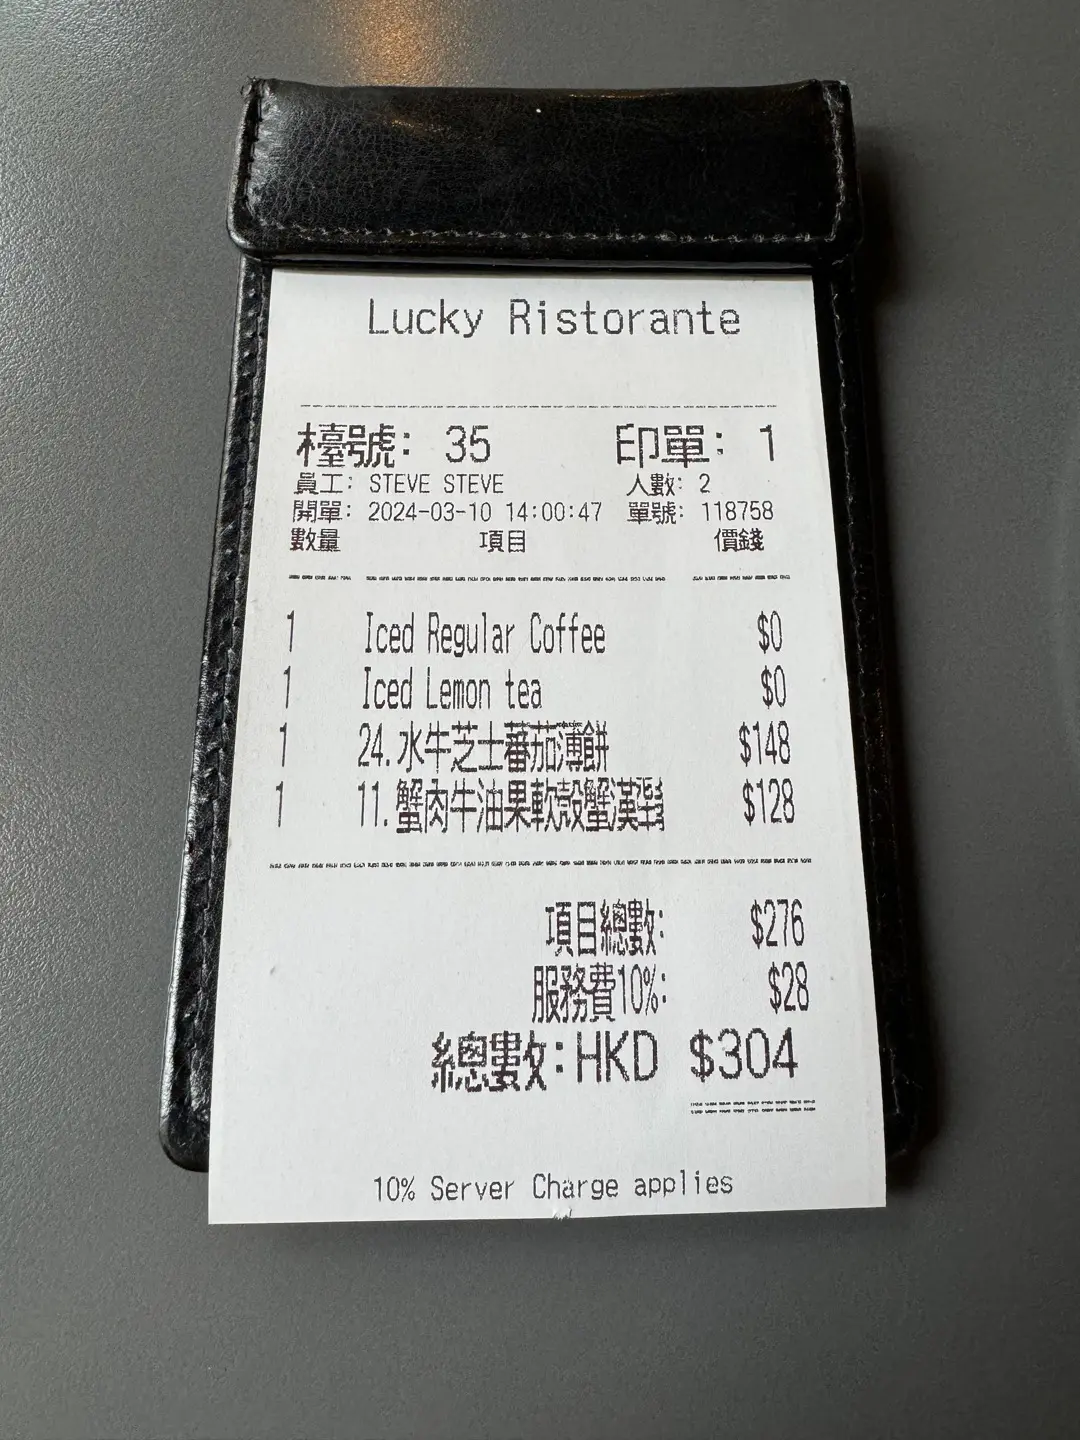 Lucky Ristorante
檯號: 35 印單: 1
員工: STEVE STEVE 人數: 2
開單: 2024-03-10 14:00:47 單號: 118758
數量 項目 價錢
1 Iced Regular Coffee $0
1 Iced Lemon tea $0
1 24.水牛芝士蕃茄薄餅 $148
1 11.蟹肉牛油果軟殼蟹漢堡 $128
項目總數: $276
服務費10%: $28
總數:HKD $304
10% Server Charge applies